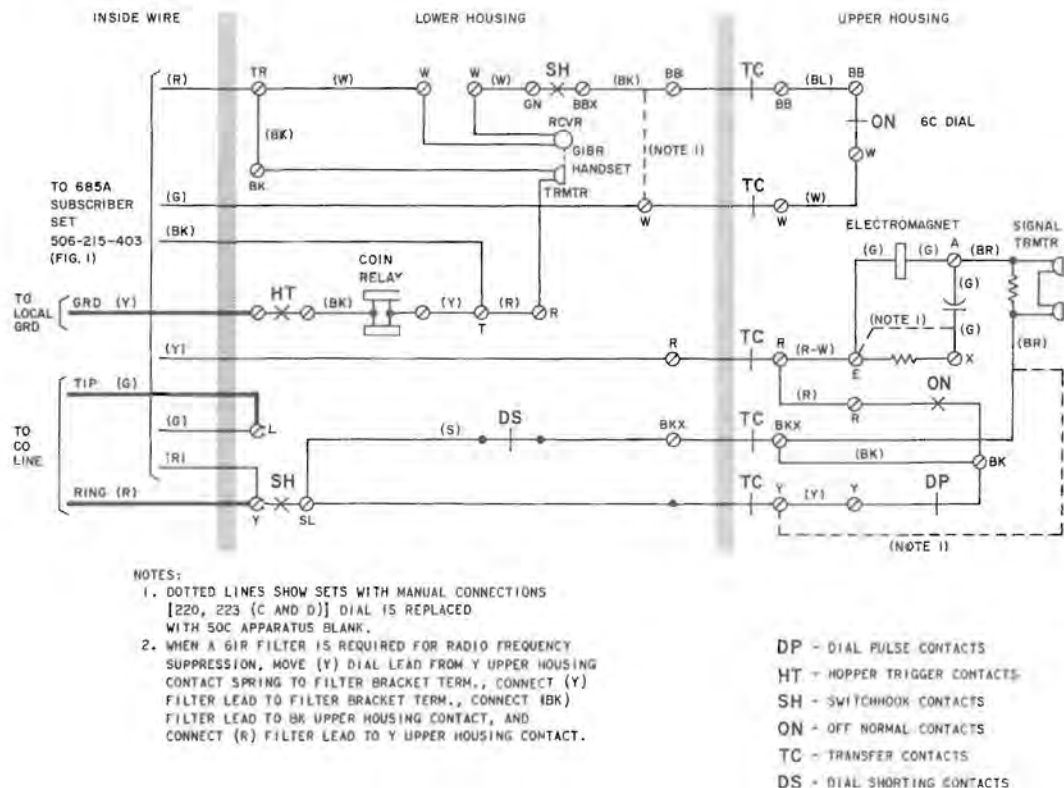 INSIDE WIRE LOWER HOUSING UPPER HOUSING
(R) TR (W) W W (W) SH (BK) BB TC (BL) BB
GN BBX BB
ON 6C DIAL
RCVR
(BK) G1BR (NOTE 1) W
HANDSET
BK TRMTR
TO 685A
SUBSCRIBER
SET
506-215-403
(FIG. 1)
(G) TC (W)
W W
(BK)
ELECTROMAGNET SIGNAL
TRMTR
(G) (G) A (BR)
COIN
RELAY
(G)
TO
LOCAL
GRD
GRD (Y) HT (BK) (Y) (R) R
T
(NOTE 1) (G)
(BR)
(Y) R TC R (R-W) E X
TIP (G) (R) R ON
TO
CO
LINE
(G) L (S) DS BKX TC BKX
(BK) BK
(R)
RING (R) SH TC Y (Y) Y DP
Y SL
(NOTE 1)
NOTES:
1. DOTTED LINES SHOW SETS WITH MANUAL CONNECTIONS
[220, 223 (C AND D)] DIAL IS REPLACED
WITH 50C APPARATUS BLANK.
2. WHEN A 61R FILTER IS REQUIRED FOR RADIO FREQUENCY
SUPPRESSION, MOVE (Y) DIAL LEAD FROM Y UPPER HOUSING
CONTACT SPRING TO FILTER BRACKET TERM., CONNECT (Y)
FILTER LEAD TO FILTER BRACKET TERM., CONNECT (BK)
FILTER LEAD TO BK UPPER HOUSING CONTACT, AND
CONNECT (R) FILTER LEAD TO Y UPPER HOUSING CONTACT.
DP - DIAL PULSE CONTACTS
HT - HOPPER TRIGGER CONTACTS
SH - SWITCHHOOK CONTACTS
ON - OFF NORMAL CONTACTS
TC - TRANSFER CONTACTS
DS - DIAL SHORTING CONTACTS